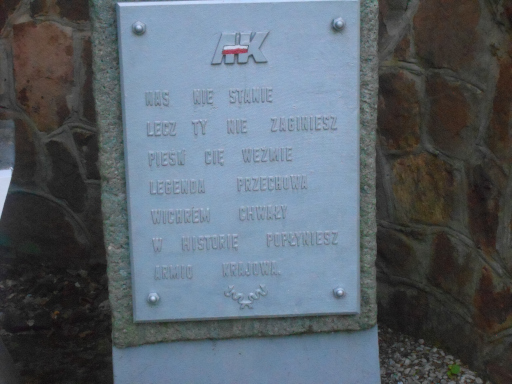 AK
NAS NIE STANIE
LECZ TY NIE ZAGINIESZ
PIEŚŃ CIĘ WEŹMIE
LEGENDA PRZECHOWA
WICHREM CHWAŁY
W HISTORIĘ POPŁYNIESZ
ARMIO KRAJOWA.